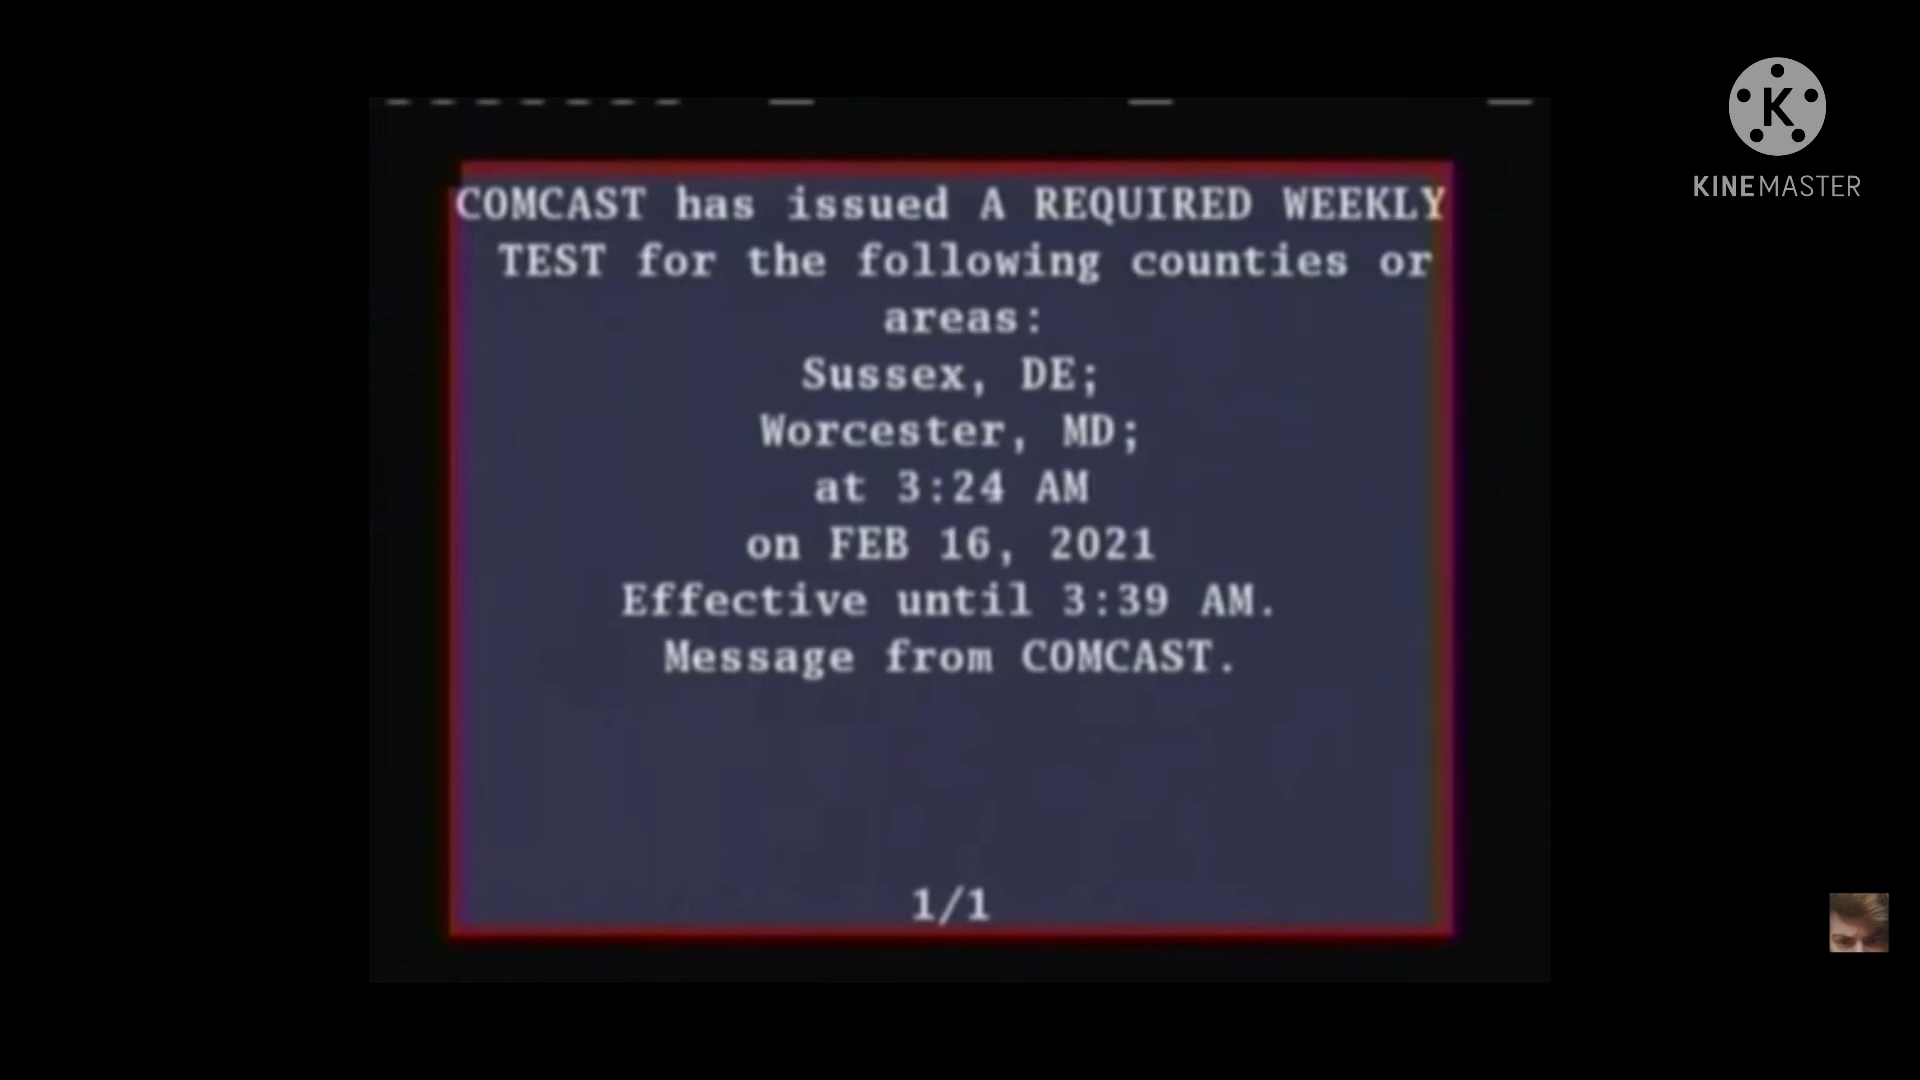 COMCAST has issued A REQUIRED WEEKLY
TEST for the following counties or
areas:
Sussex, DE;
Worcester, MD;
at 3:24 AM
on FEB 16, 2021
Effective until 3:39 AM.
Message from COMCAST.
1/1
K
KINEMASTER